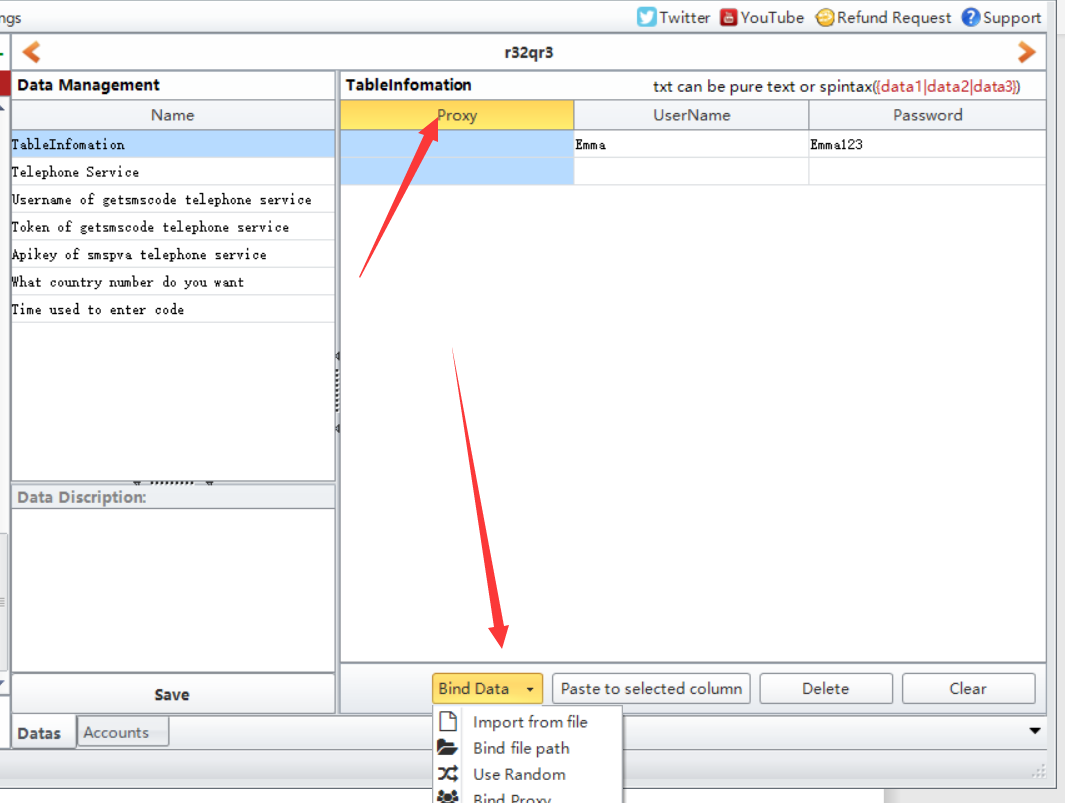 ngs
Twitter YouTube Refund Request Support
r32qr3
Data Management
TableInfomation txt can be pure text or spintax({data1|data2|data3})
Name
Proxy UserName Password
TableInfomation
Emma Emma123
Telephone Service
Username of getsmscode telephone service
Token of getsmscode telephone service
Apikey of smspva telephone service
What country number do you want
Time used to enter code
Data Discription:
Save
Bind Data Paste to selected column Delete Clear
Datas Accounts
Import from file
Bind file path
Use Random
Bind Proxy